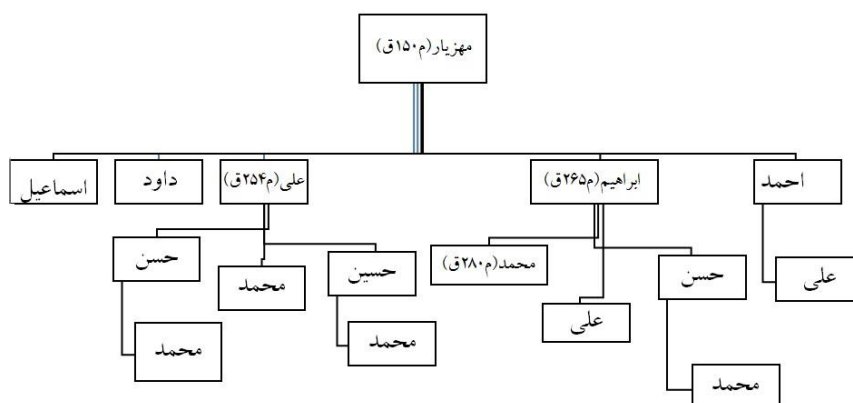 مهزیار(م۱۵۰ق)
احمد
ابراهیم(م۲۶۵ق)
علی(م۲۵۴ق)
داود
اسماعیل
علی
حسن
محمد(م۲۸۰ق)
علی
حسین
محمد
حسن
محمد
محمد
محمد